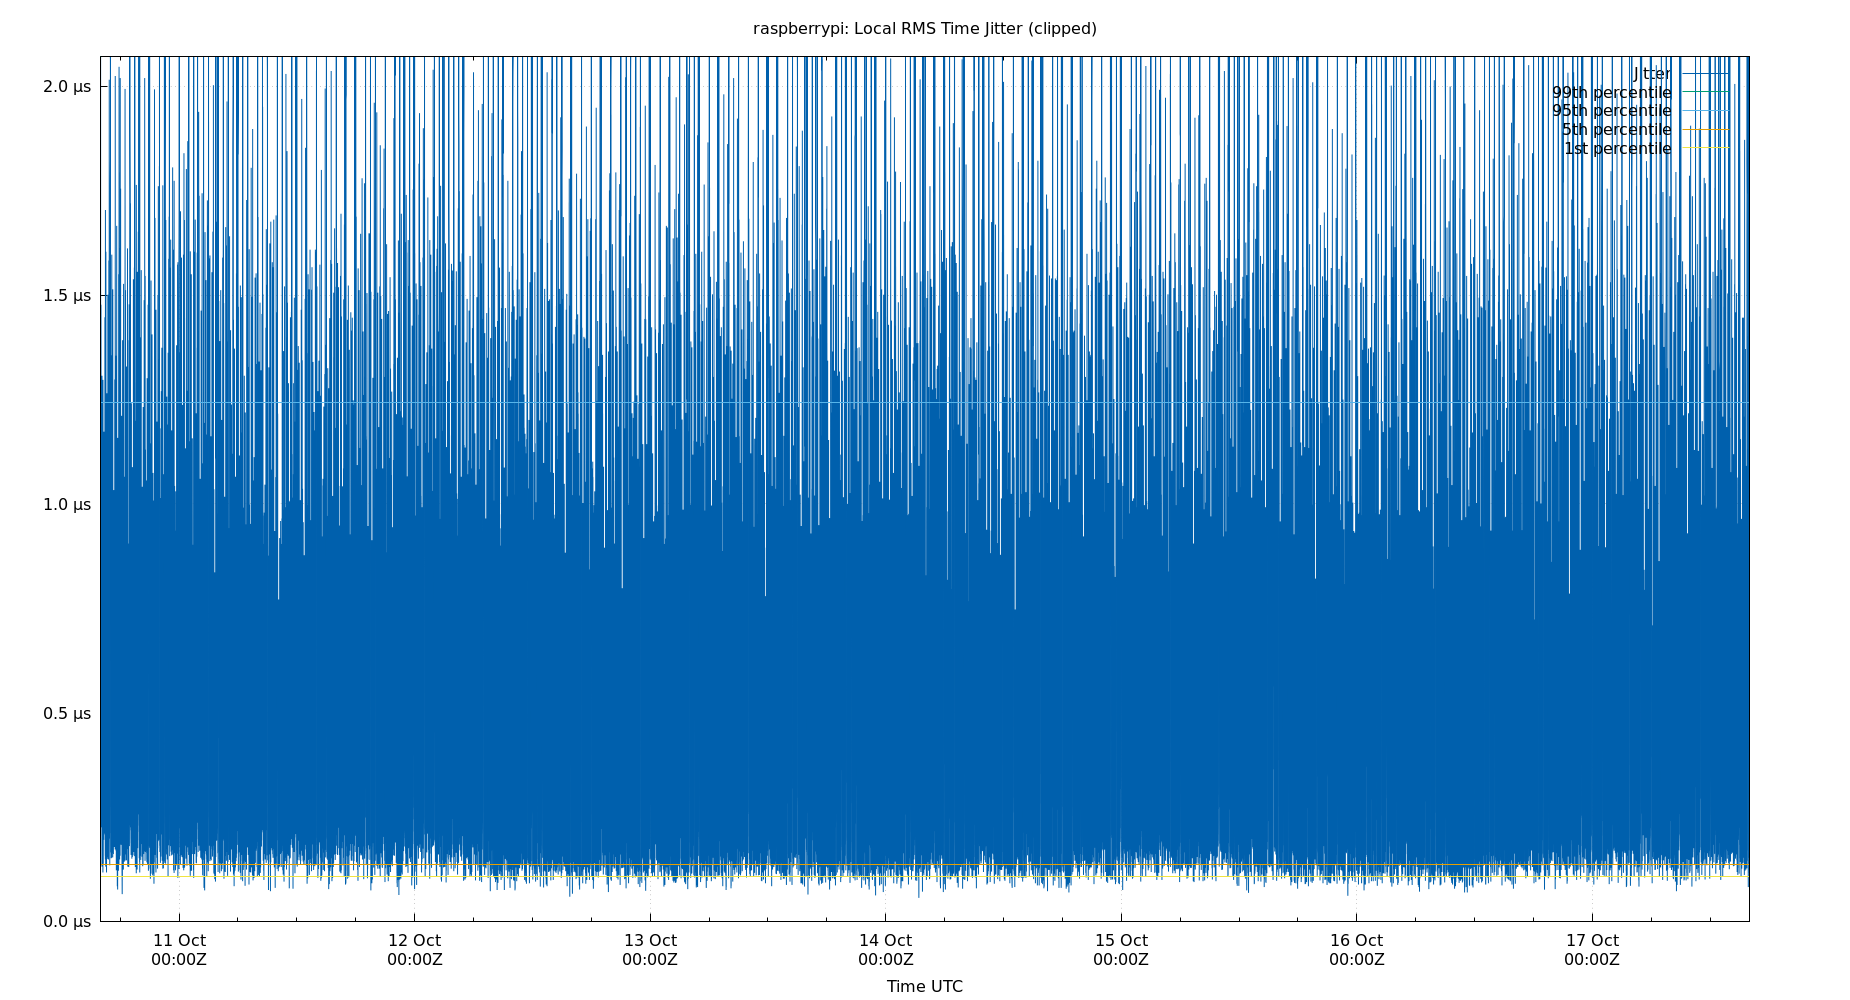 raspberrypi: Local RMS Time Jitter (clipped)
2.0 µs
1.5 µs
1.0 µs
0.5 µs
0.0 µs
Jitter
99th percentile
95th percentile
5th percentile
1st percentile
11 Oct 12 Oct 13 Oct 14 Oct 15 Oct 16 Oct 17 Oct
00:00Z 00:00Z 00:00Z 00:00Z 00:00Z 00:00Z 00:00Z
Time UTC